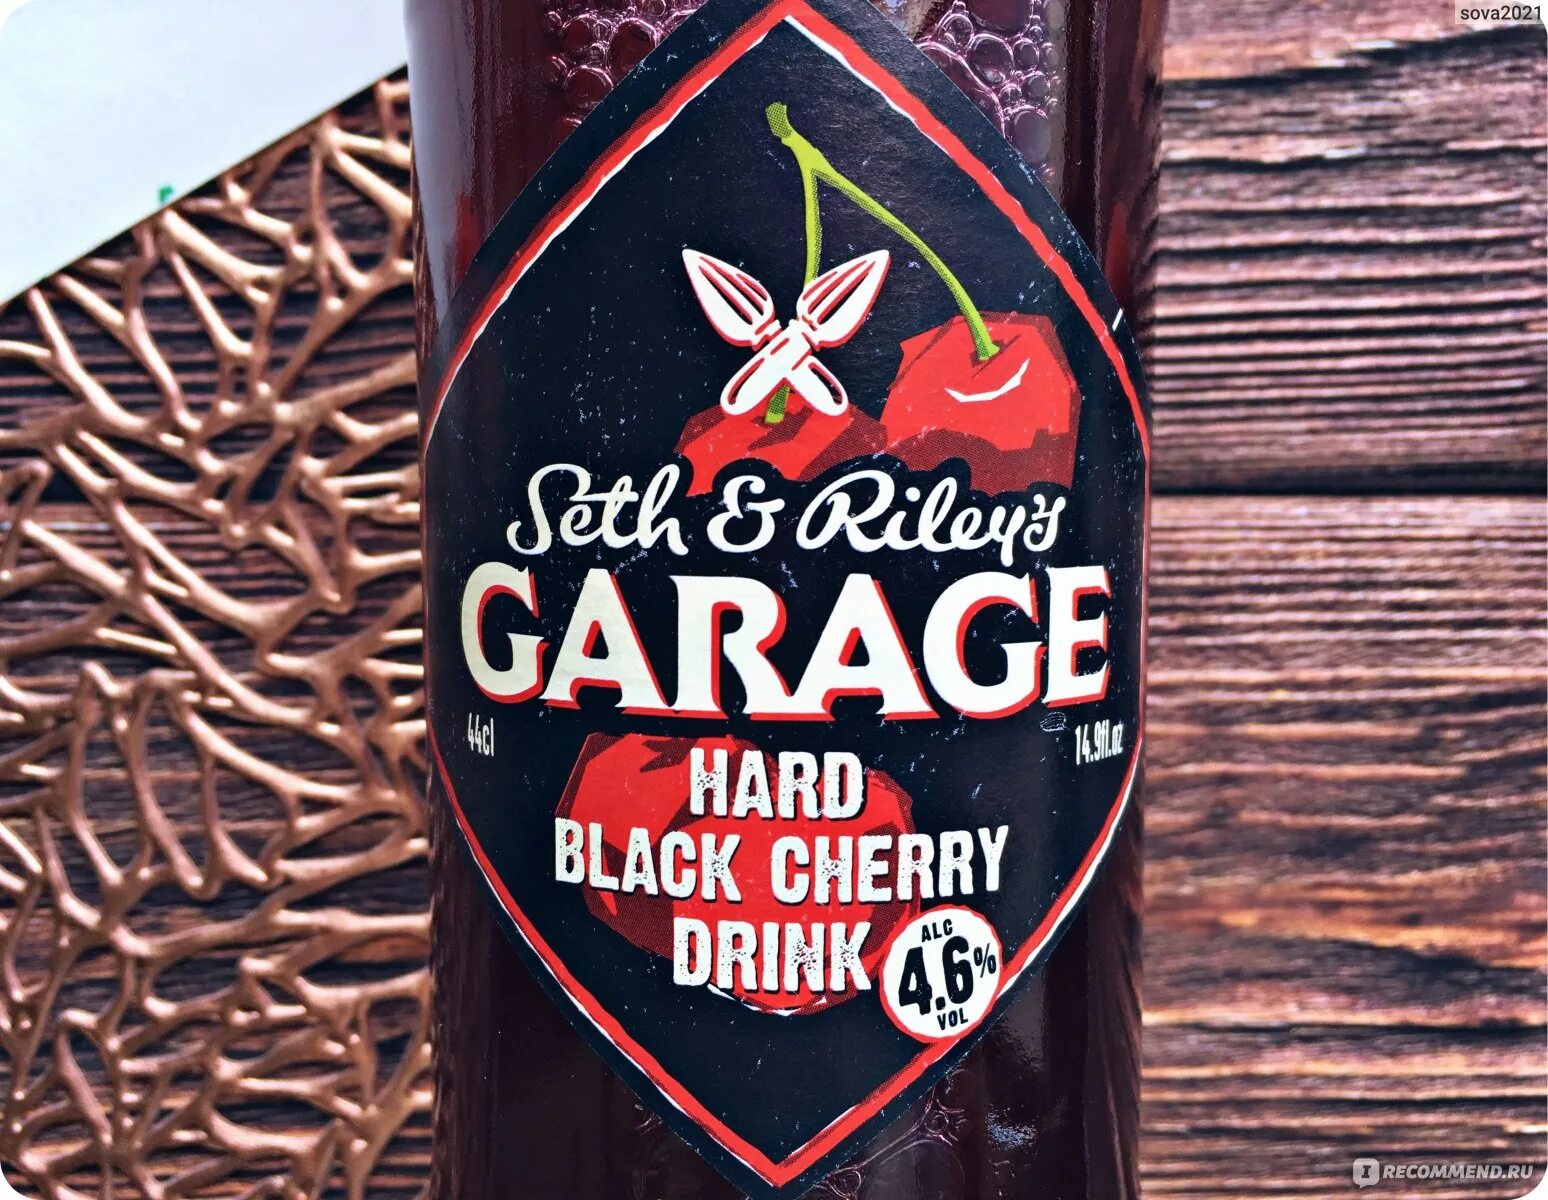 sova2021
Seth & Riley's
GARAGE
44cl
14.9fl.oz
HARD
BLACK CHERRY
DRINK
ALC
4.6%
VOL
IRECOMMEND.RU